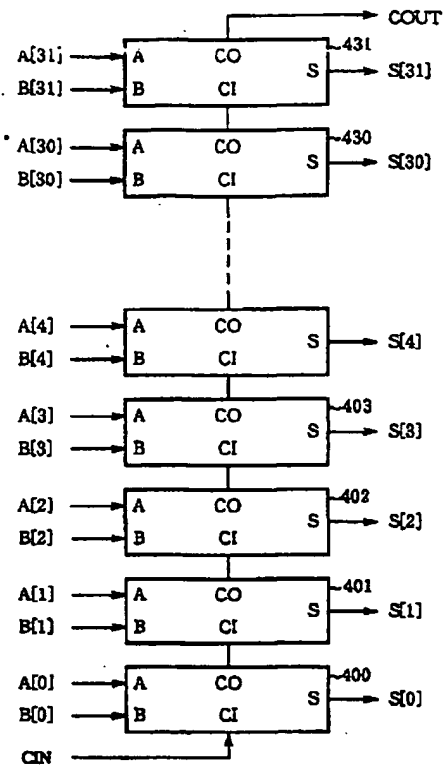 COUT
431
A[31] A CO S S[31]
B[31] B CI
430
A[30] A CO S S[30]
B[30] B CI
A[4] A CO S S[4]
B[4] B CI
403
A[3] A CO S S[3]
B[3] B CI
402
A[2] A CO S S[2]
B[2] B CI
401
A[1] A CO S S[1]
B[1] B CI
400
A[0] A CO S S[0]
B[0] B CI
CIN